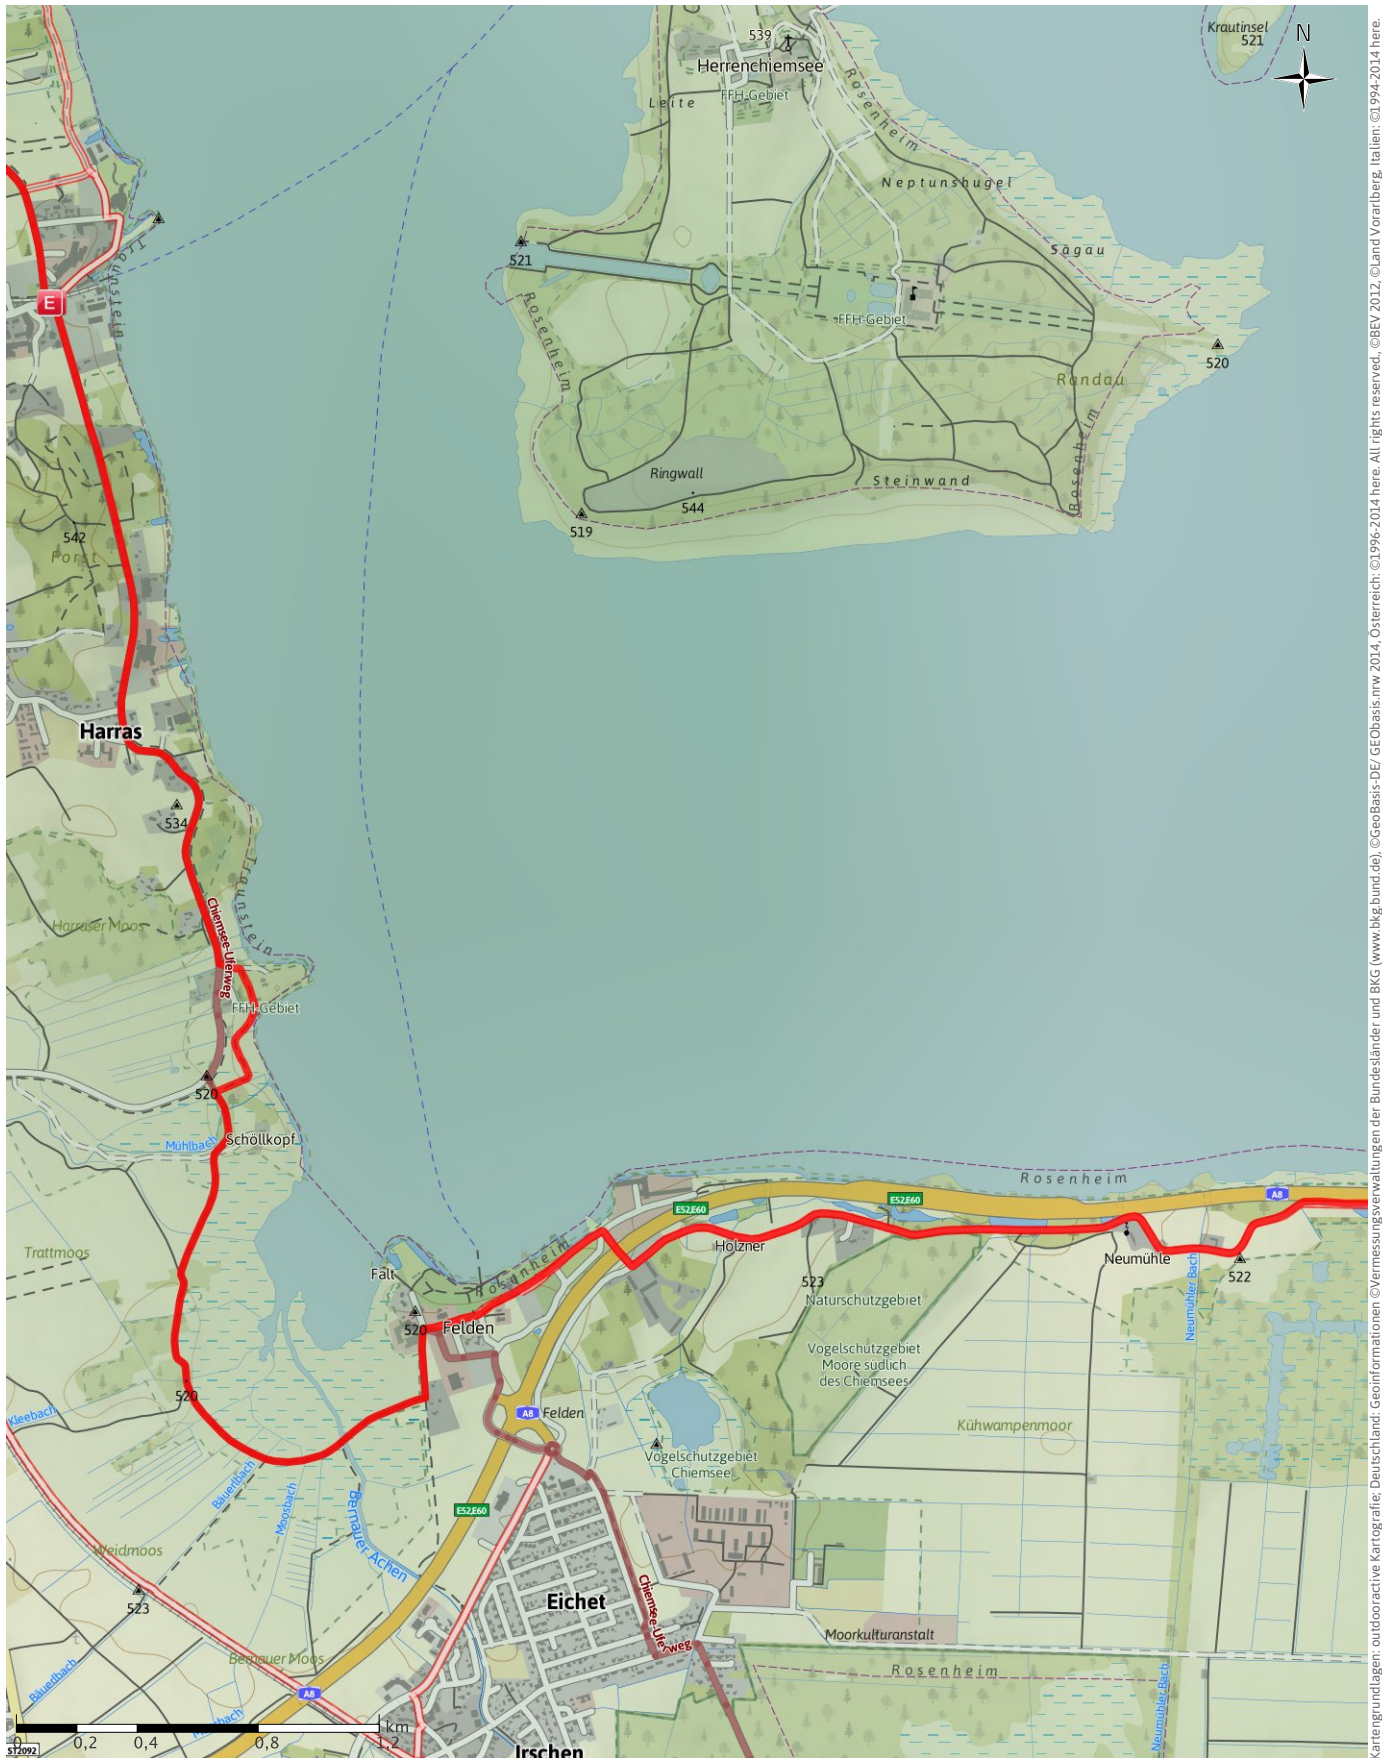 Krautinsel
521
N
539
Herrenchiemsee
FFH-Gebiet
Leite
Rosenheim
Neptunshügel
Sagau
Traunstein
521
E
Rosenheim
FFH-Gebiet
520
Randau
Rosenheim
Ringwall
544
Steinwand
519
542
Forst
Harras
534
Chiemsee-Uferweg
Traunstein
Harraser Moos
FFH-Gebiet
520
Mühlbach
Schöllkopf
Rosenheim
E52,E60
E52,E60
A8
Trattmoos
Holzner
Neumühle
522
Rosenheim
Falt
523
Naturschutzgebiet
Neumühler Bach
520
Felden
Vogelschutzgebiet
Moore südlich
des Chiemsees
520
Kleebach
A8
Felden
Kühwampenmoor
Vogelschutzgebiet
Chiemsee
Bäuerlbach
Moosbach
Bernauer Achen
E52,E60
Weidmoos
523
Eichet
Chiemsee-Uferweg
Moorkulturanstalt
Bernauer Moos
Rosenheim
Bäuerlbach
A8
Neumühler Bach
0
0,2
0,4
0,8
1,2
km
ST2092
Irschen
Kartengrundlagen: outdooractive Kartografie; Deutschland: Geoinformationen ©Vermessungsverwaltungen der Bundesländer und BKG (www.bkg.bund.de), ©GeoBasis-DE/ GEObasis.nrw 2014, Österreich: ©1996-2014 here. All rights reserved., ©BEV 2012, ©Land Vorarlberg, Italien: ©1994-2014 here.